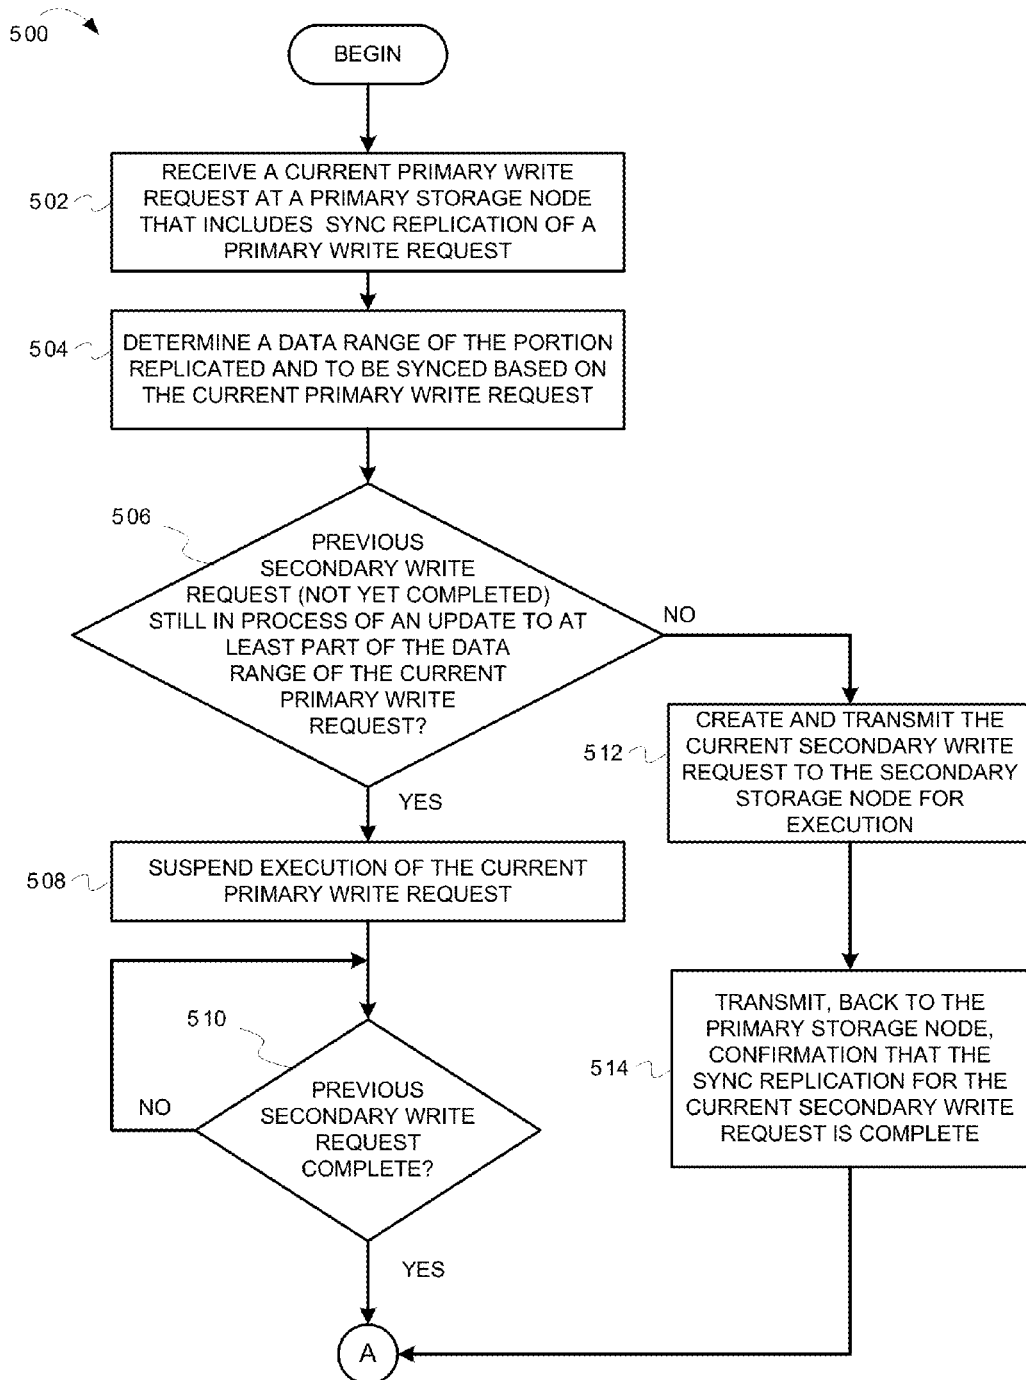 500
BEGIN
502
RECEIVE A CURRENT PRIMARY WRITE
REQUEST AT A PRIMARY STORAGE NODE
THAT INCLUDES SYNC REPLICATION OF A
PRIMARY WRITE REQUEST
504
DETERMINE A DATA RANGE OF THE PORTION
REPLICATED AND TO BE SYNCED BASED ON
THE CURRENT PRIMARY WRITE REQUEST
506
PREVIOUS
SECONDARY WRITE
REQUEST (NOT YET COMPLETED)
STILL IN PROCESS OF AN UPDATE TO AT
LEAST PART OF THE DATA
RANGE OF THE CURRENT
PRIMARY WRITE
REQUEST?
NO
YES
512
CREATE AND TRANSMIT THE
CURRENT SECONDARY WRITE
REQUEST TO THE SECONDARY
STORAGE NODE FOR
EXECUTION
508
SUSPEND EXECUTION OF THE CURRENT
PRIMARY WRITE REQUEST
510
PREVIOUS
SECONDARY WRITE
REQUEST
COMPLETE?
NO
YES
514
TRANSMIT, BACK TO THE
PRIMARY STORAGE NODE,
CONFIRMATION THAT THE
SYNC REPLICATION FOR THE
CURRENT SECONDARY WRITE
REQUEST IS COMPLETE
A